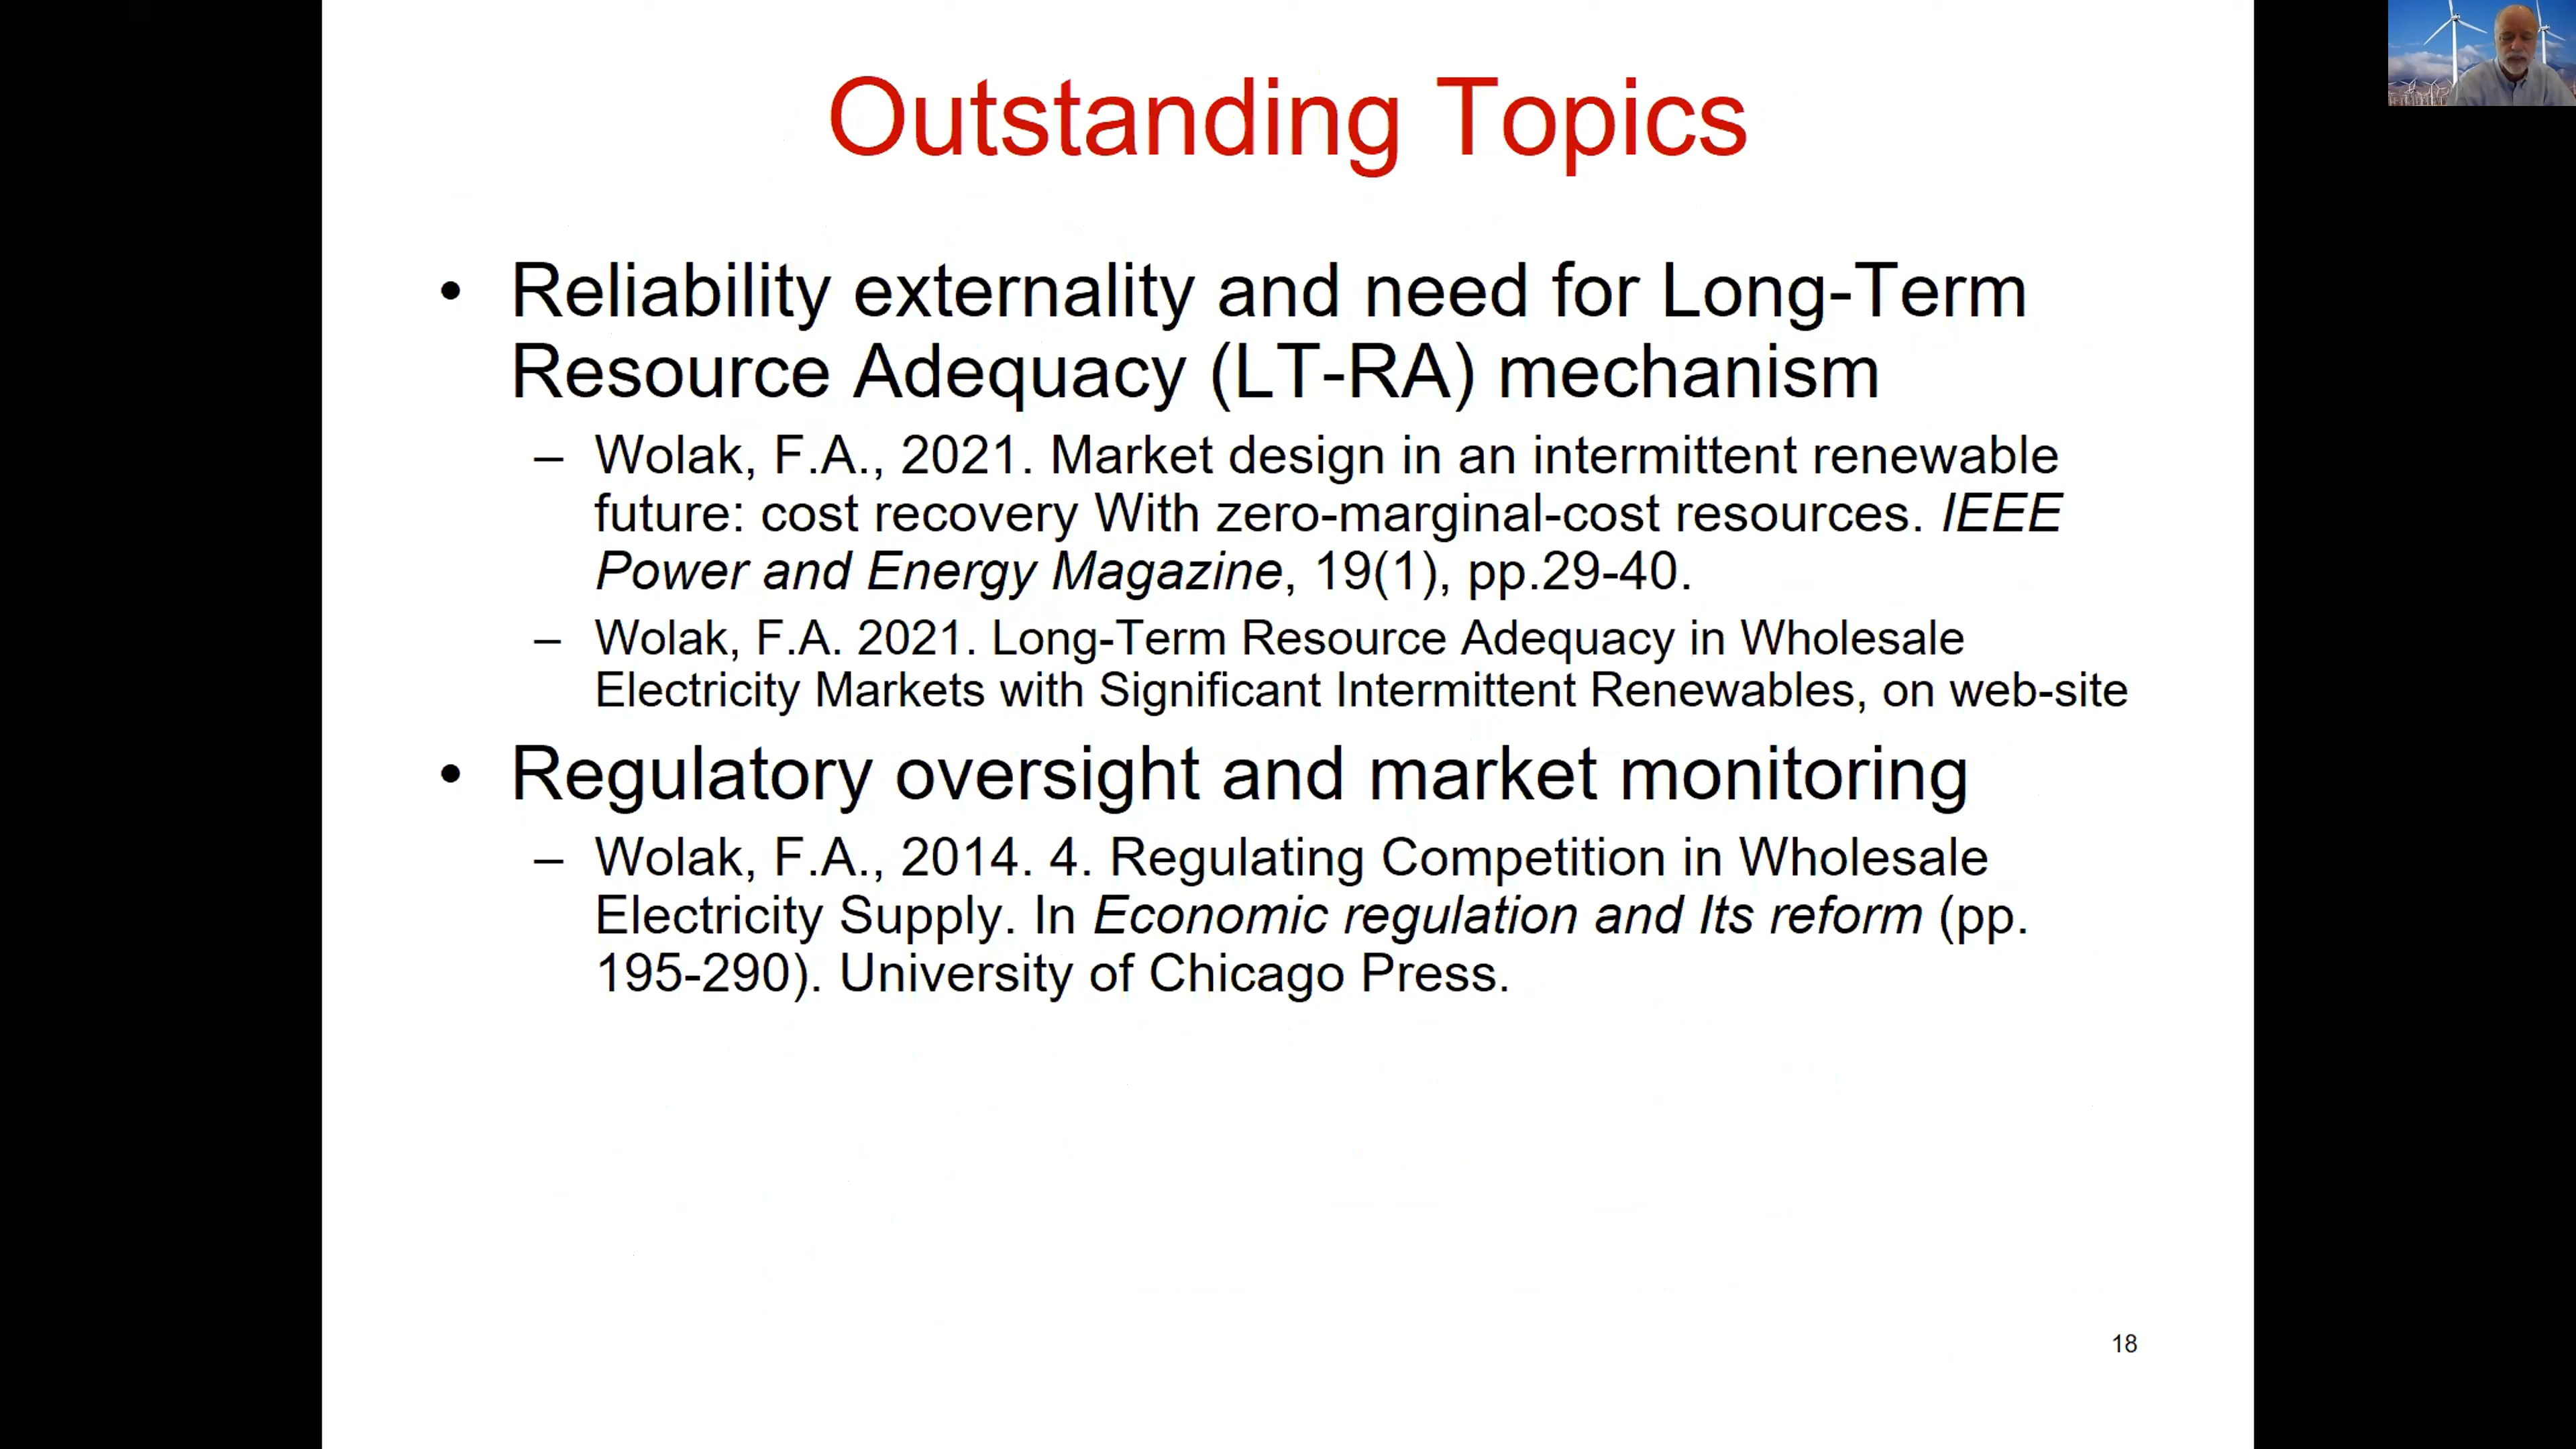 Outstanding Topics
• Reliability externality and need for Long-Term
Resource Adequacy (LT-RA) mechanism
– Wolak, F.A., 2021. Market design in an intermittent renewable
future: cost recovery With zero-marginal-cost resources. IEEE
Power and Energy Magazine, 19(1), pp.29-40.
– Wolak, F.A. 2021. Long-Term Resource Adequacy in Wholesale
Electricity Markets with Significant Intermittent Renewables, on web-site
• Regulatory oversight and market monitoring
– Wolak, F.A., 2014. 4. Regulating Competition in Wholesale
Electricity Supply. In Economic regulation and Its reform (pp.
195-290). University of Chicago Press.
18